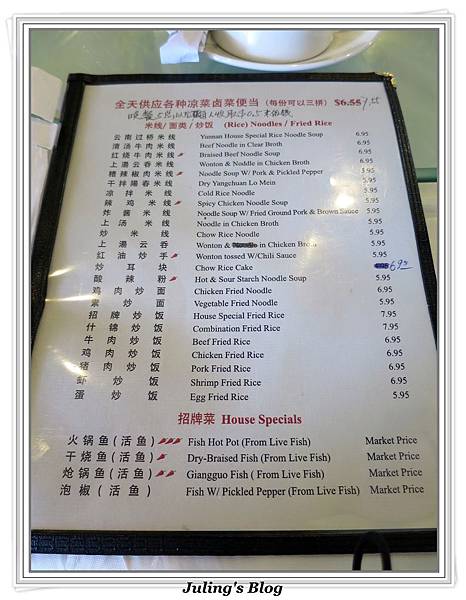 全天供应各种凉菜卤菜便当（每份可以三拼） $6.55 7.55
米线/面类/炒饭 (Rice) Noodles / Fried Rice
云南过桥米线 Yunnan House Special Rice Noodle Soup 6.95
清汤牛肉米线 Beef Noodle in Clear Broth 6.95
红烧牛肉米线 Braised Beef Noodle Soup 6.95
上湯云吞米线 Wonton & Noddle in Chicken Broth 6.95
糟辣椒肉米线 Noodle Soup W/ Pork & Pickled Pepper 4.95
干拌陽春米线 Dry Yangchuan Lo Mein 5.95
凉拌米线 Cold Rice Noodle 5.95
辣鸡米线 Spicy Chicken Noodle Soup 5.95
炸酱米线 Noodle Soup W/ Fried Ground Pork & Brown Sauce 5.95
上汤米线 Noodle in Chicken Broth 5.95
炒米线 Chow Rice Noodle 5.95
上湯云吞 Wonton & in Chicken Broth 5.95
红油炒手 Wonton tossed W/Chili Sauce 5.95
炒耳块 Chow Rice Cake 6.95
酸辣粉 Hot & Sour Starch Noodle Soup 5.95
鸡肉炒面 Chicken Fried Noodle 6.95
素炒面 Vegetable Fried Noodle 5.95
招牌炒饭 House Special Fried Rice 7.95
什锦炒饭 Combination Fried Rice 7.95
牛肉炒饭 Beef Fried Rice 6.95
鸡肉炒饭 Chicken Fried Rice 6.95
猪肉炒饭 Pork Fried Rice 6.95
虾炒饭 Shrimp Fried Rice 6.95
蛋炒饭 Egg Fried Rice 5.95
招牌菜 House Specials
火锅鱼(活鱼) Fish Hot Pot (From Live Fish) Market Price
干烧鱼(活鱼) Dry-Braised Fish (From Live Fish) Market Price
炝锅鱼(活鱼) Giangguo Fish ( From Live Fish) Market Price
泡椒(活鱼) Fish W/ Pickled Pepper (From Live Fish) Market Price
Juling's Blog